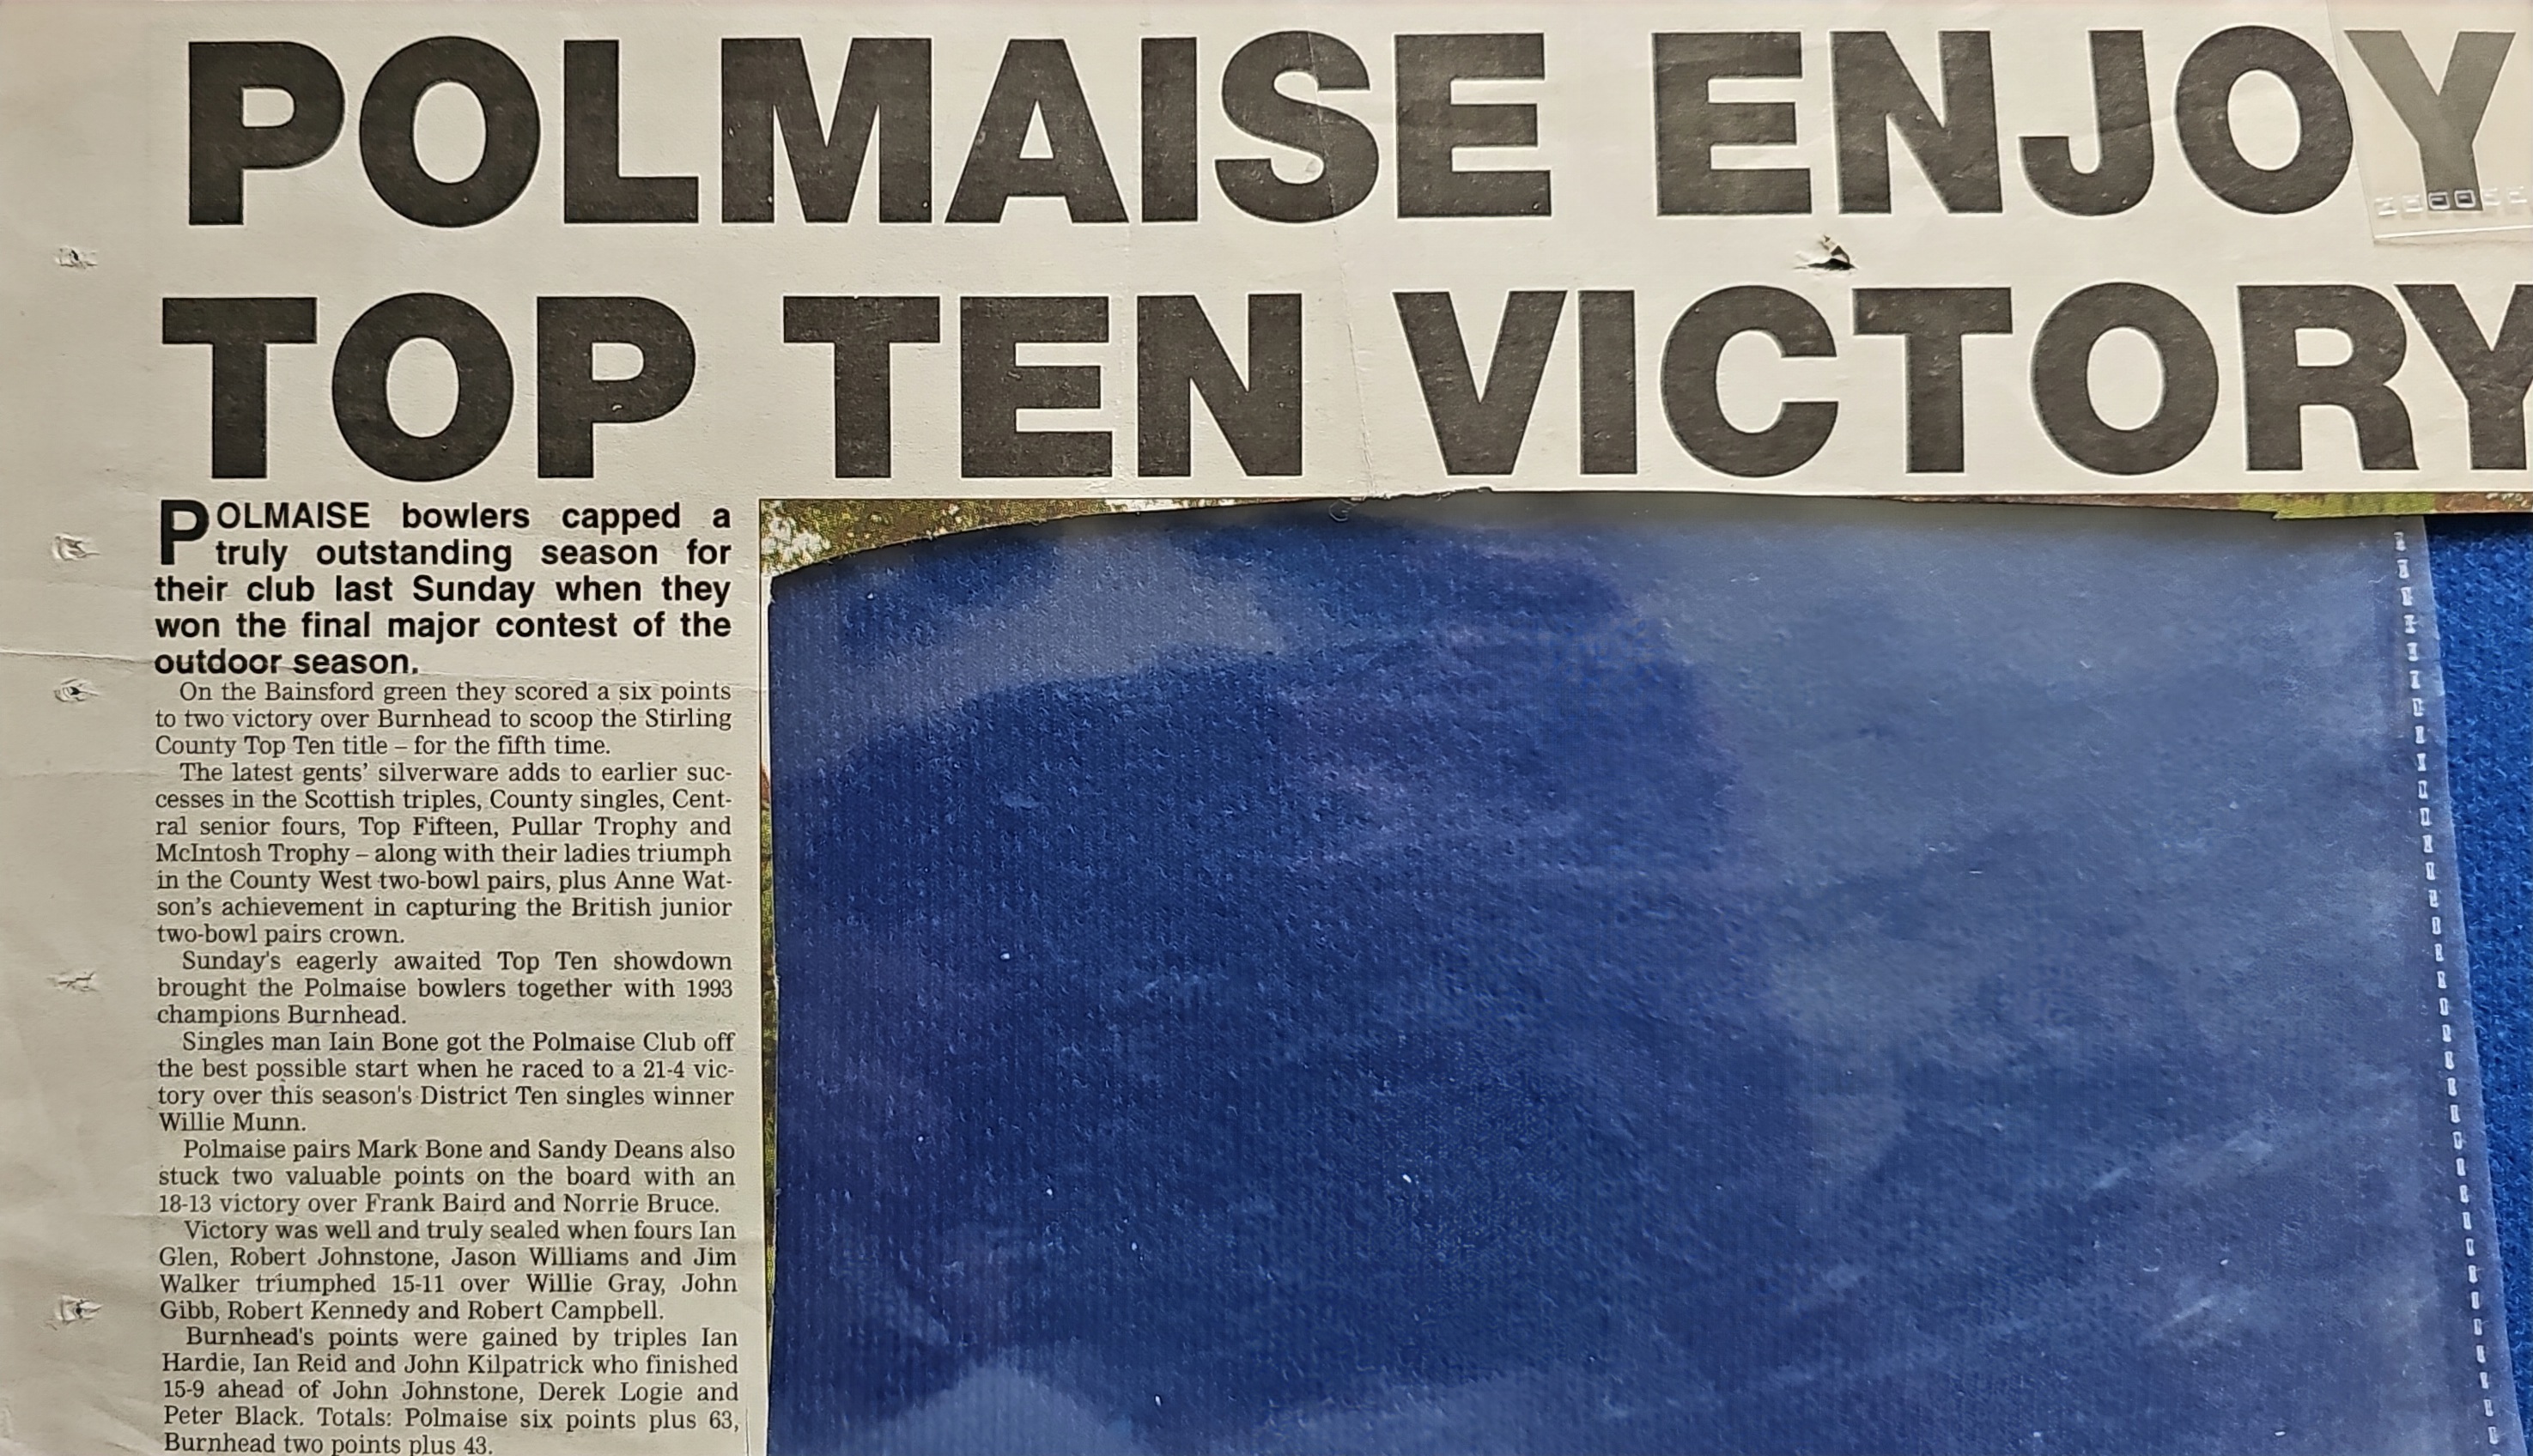 POLMAISE ENJOY
TOP TEN VICTORY
POLMAISE bowlers capped a
truly outstanding season for
their club last Sunday when they
won the final major contest of the
outdoor season.
On the Bainsford green they scored a six points
to two victory over Burnhead to scoop the Stirling
County Top Ten title – for the fifth time.
The latest gents' silverware adds to earlier suc-
cesses in the Scottish triples, County singles, Cent-
ral senior fours, Top Fifteen, Pullar Trophy and
McIntosh Trophy – along with their ladies triumph
in the County West two-bowl pairs, plus Anne Wat-
son's achievement in capturing the British junior
two-bowl pairs crown.
Sunday's eagerly awaited Top Ten showdown
brought the Polmaise bowlers together with 1993
champions Burnhead.
Singles man Iain Bone got the Polmaise Club off
the best possible start when he raced to a 21-4 vic-
tory over this season's District Ten singles winner
Willie Munn.
Polmaise pairs Mark Bone and Sandy Deans also
stuck two valuable points on the board with an
18-13 victory over Frank Baird and Norrie Bruce.
Victory was well and truly sealed when fours Ian
Glen, Robert Johnstone, Jason Williams and Jim
Walker triumphed 15-11 over Willie Gray, John
Gibb, Robert Kennedy and Robert Campbell.
Burnhead's points were gained by triples Ian
Hardie, Ian Reid and John Kilpatrick who finished
15-9 ahead of John Johnstone, Derek Logie and
Peter Black. Totals: Polmaise six points plus 63,
Burnhead two points plus 43.